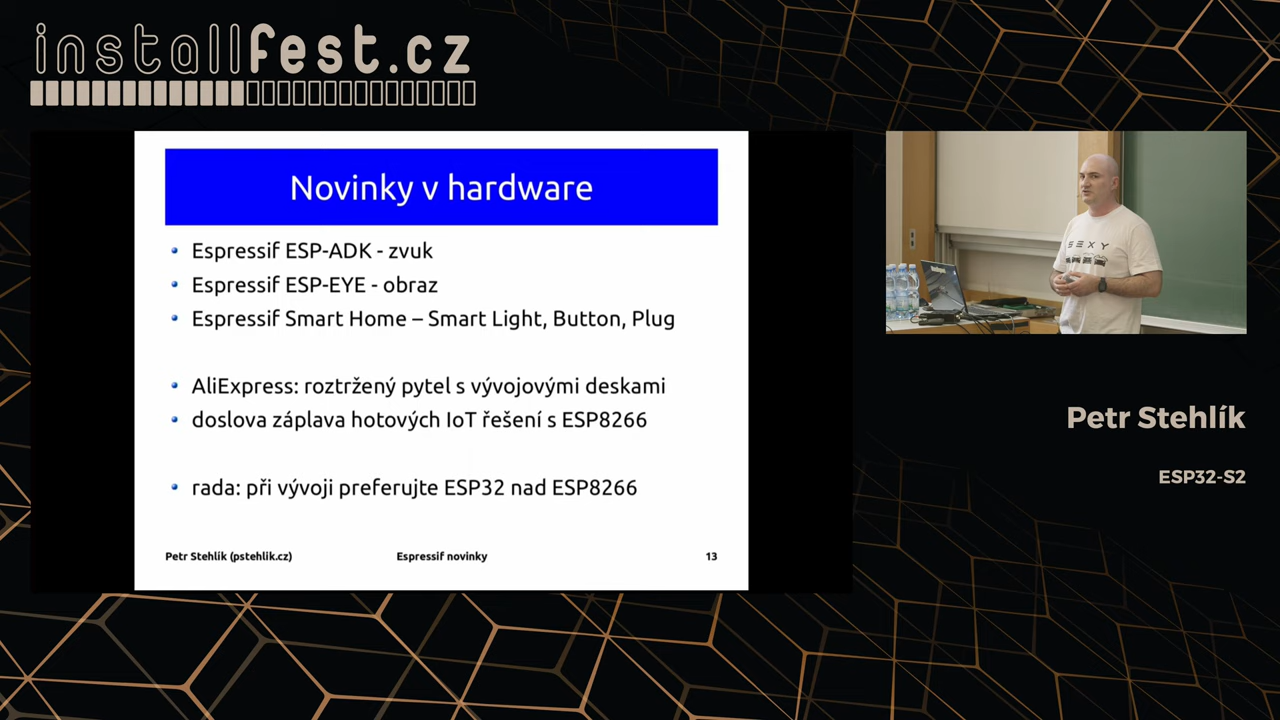 installfest.cz
Novinky v hardware
Espressif ESP-ADK - zvuk
Espressif ESP-EYE - obraz
Espressif Smart Home – Smart Light, Button, Plug
AliExpress: roztržený pytel s vývojovými deskami
doslova záplava hotových IoT řešení s ESP8266
rada: při vývoji preferujte ESP32 nad ESP8266
Petr Stehlík (pstehlik.cz)
Espressif novinky
13
SEXY
Petr Stehlík
ESP32-S2